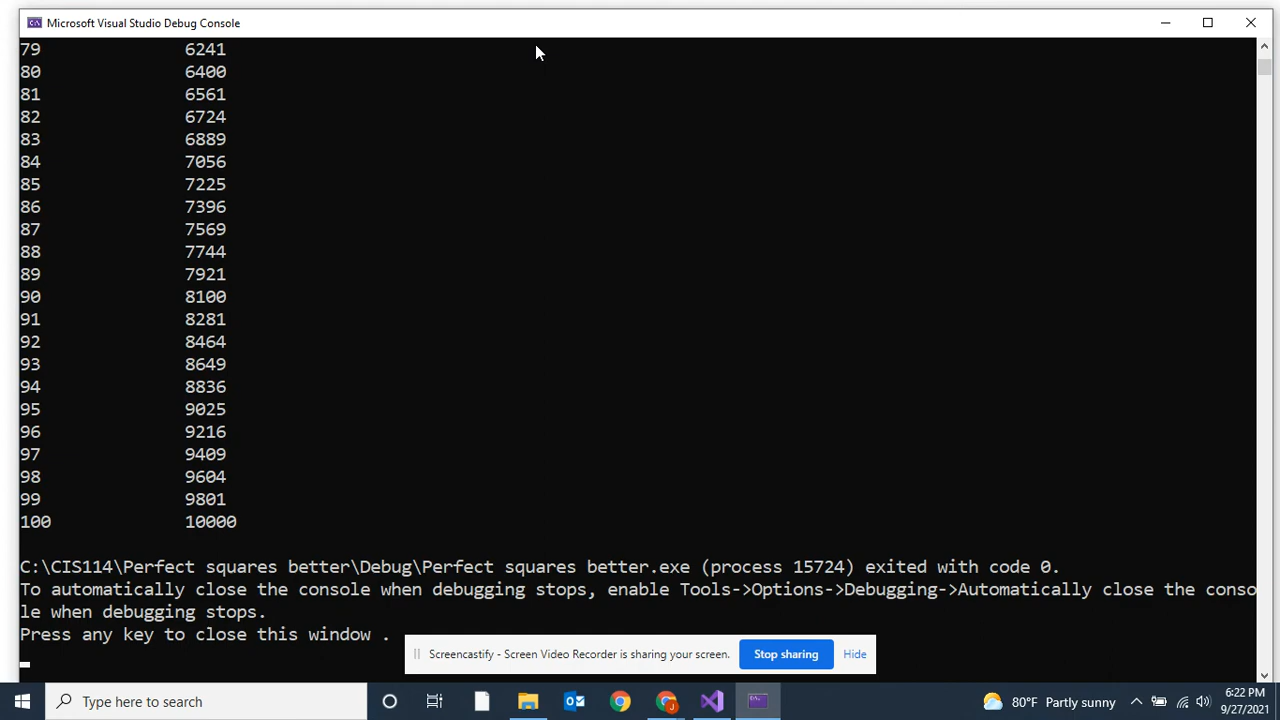 Microsoft Visual Studio Debug Console
79 6241
80 6400
81 6561
82 6724
83 6889
84 7056
85 7225
86 7396
87 7569
88 7744
89 7921
90 8100
91 8281
92 8464
93 8649
94 8836
95 9025
96 9216
97 9409
98 9604
99 9801
100 10000
C:\CIS114\Perfect squares better\Debug\Perfect squares better.exe (process 15724) exited with code 0.
To automatically close the console when debugging stops, enable Tools->Options->Debugging->Automatically close the conso
le when debugging stops.
Press any key to close this window .
Screencastify - Screen Video Recorder is sharing your screen. Stop sharing Hide
Type here to search
80°F Partly sunny
6:22 PM
9/27/2021